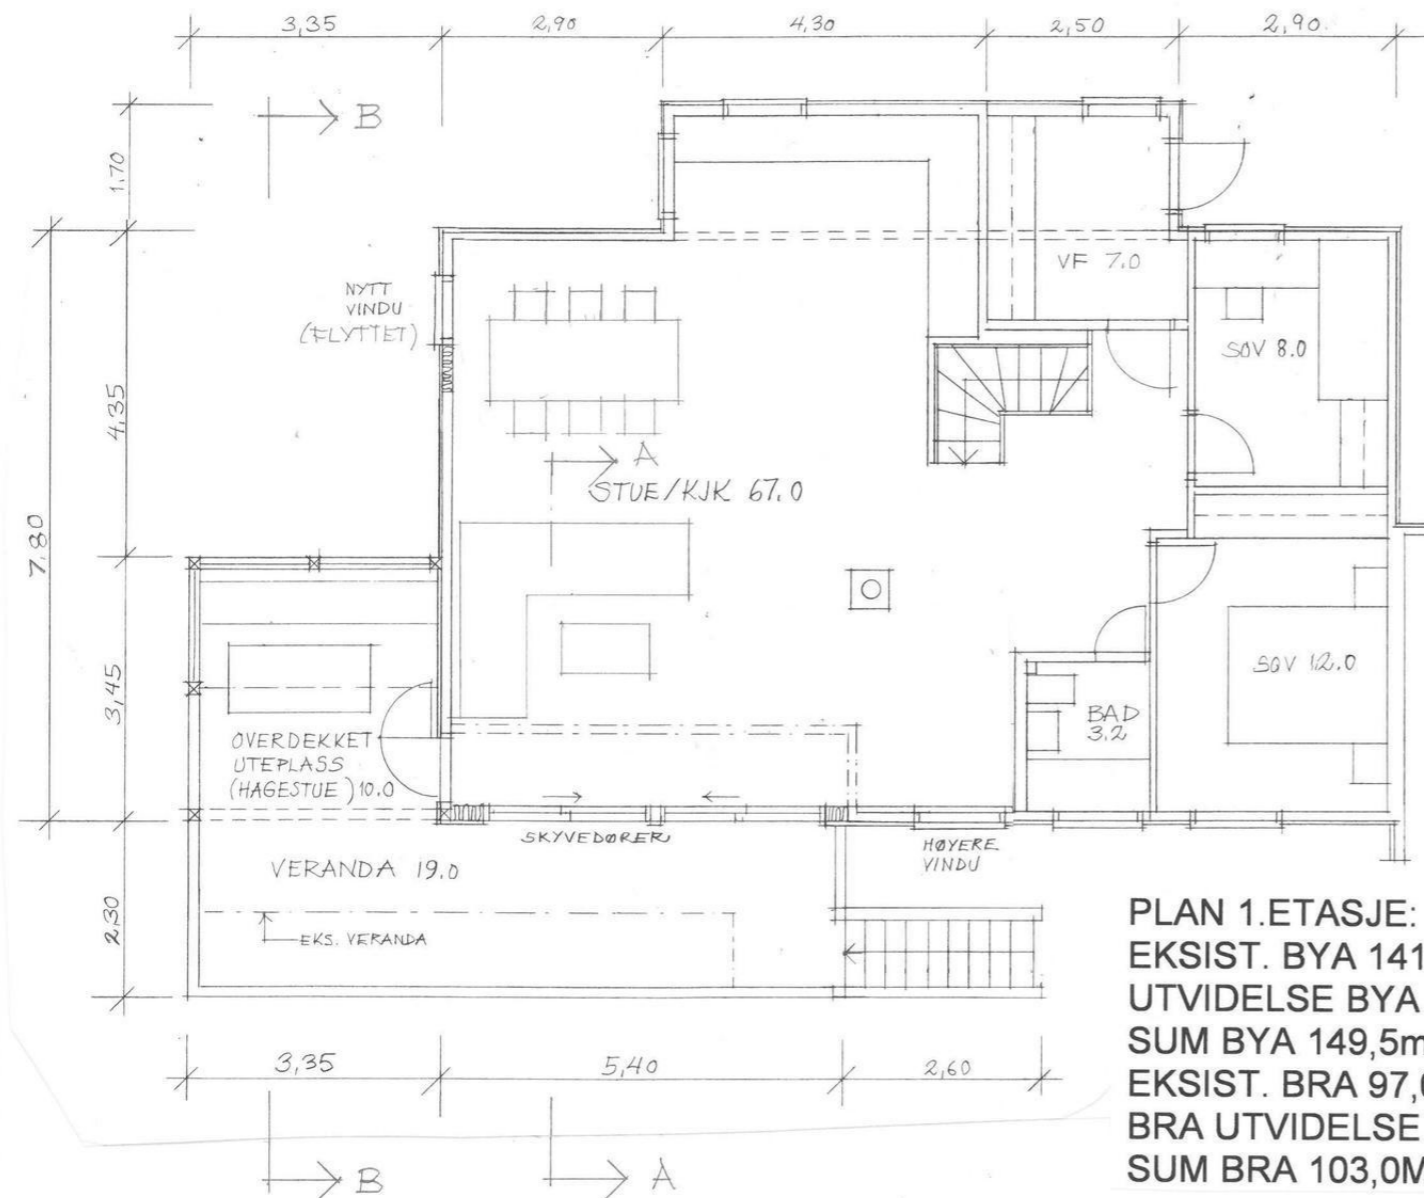 3,35
2,90
4,30
2,50
2,90
B
1.70
VF 7.0
NYTT
VINDU
(FLYTTET)
SOV 8.0
4,35
A
STUE/KJK 67.0
7,80
SOV 12.0
3,45
BAD
3.2
OVERDEKKET
UTEPLASS
(HAGESTUE) 10.0
SKYVEDØRER
HØYERE
VINDU
VERANDA 19.0
2,30
EKS. VERANDA
PLAN 1.ETASJE:
EKSIST. BYA 141
UTVIDELSE BYA
SUM BYA 149,5m
EKSIST. BRA 97,
BRA UTVIDELSE
SUM BRA 103,0M
3,35
5,40
2,60
B
A